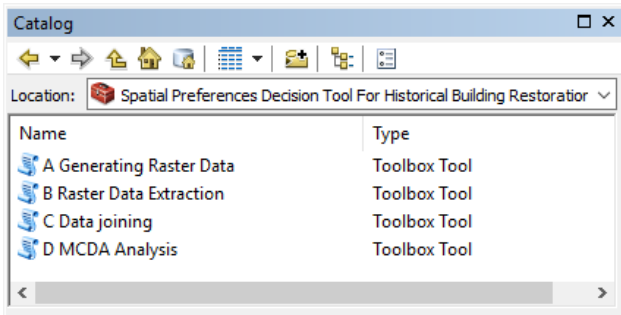 Catalog
Location: Spatial Preferences Decision Tool For Historical Building Restoration
Name Type
A Generating Raster Data Toolbox Tool
B Raster Data Extraction Toolbox Tool
C Data joining Toolbox Tool
D MCDA Analysis Toolbox Tool